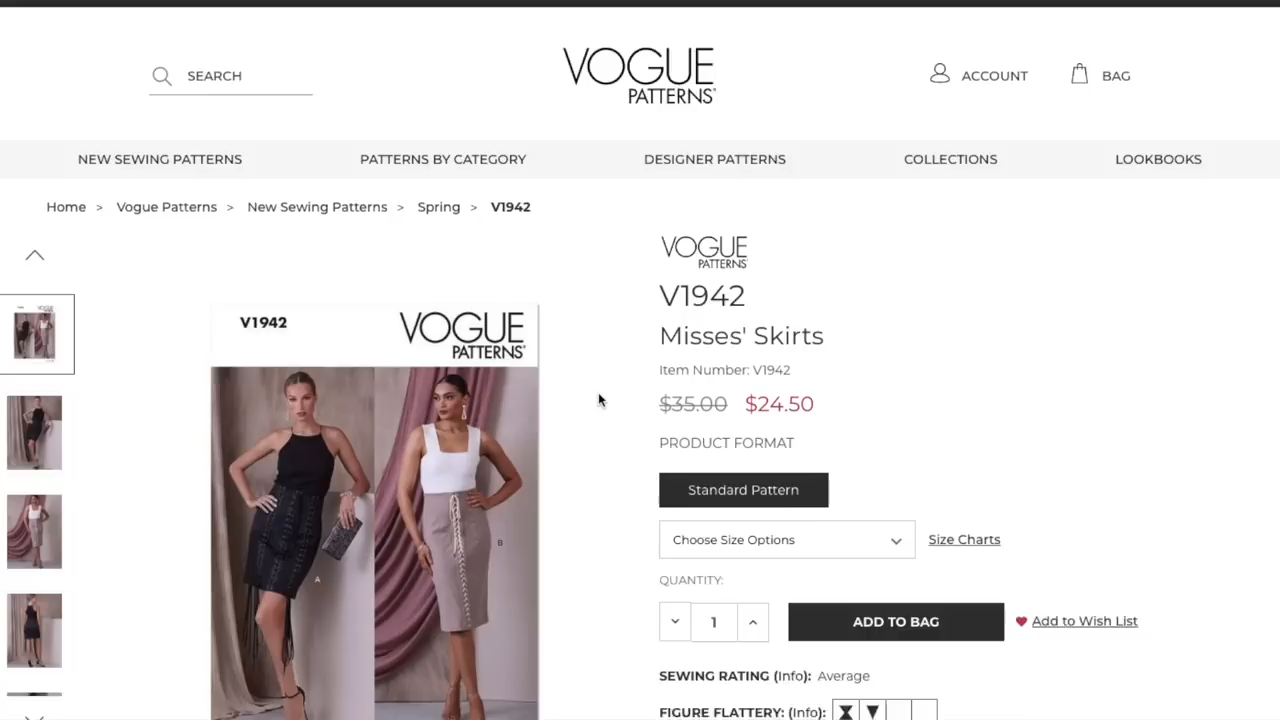 SEARCH
VOGUE
PATTERNS
ACCOUNT
BAG
NEW SEWING PATTERNS
PATTERNS BY CATEGORY
DESIGNER PATTERNS
COLLECTIONS
LOOKBOOKS
Home > Vogue Patterns > New Sewing Patterns > Spring > V1942
V1942
VOGUE
PATTERNS
A
B
VOGUE
PATTERNS
V1942
Misses' Skirts
Item Number: V1942
$35.00 $24.50
PRODUCT FORMAT
Standard Pattern
Choose Size Options
Size Charts
QUANTITY:
1
ADD TO BAG
Add to Wish List
SEWING RATING (Info): Average
FIGURE FLATTERY: (Info):